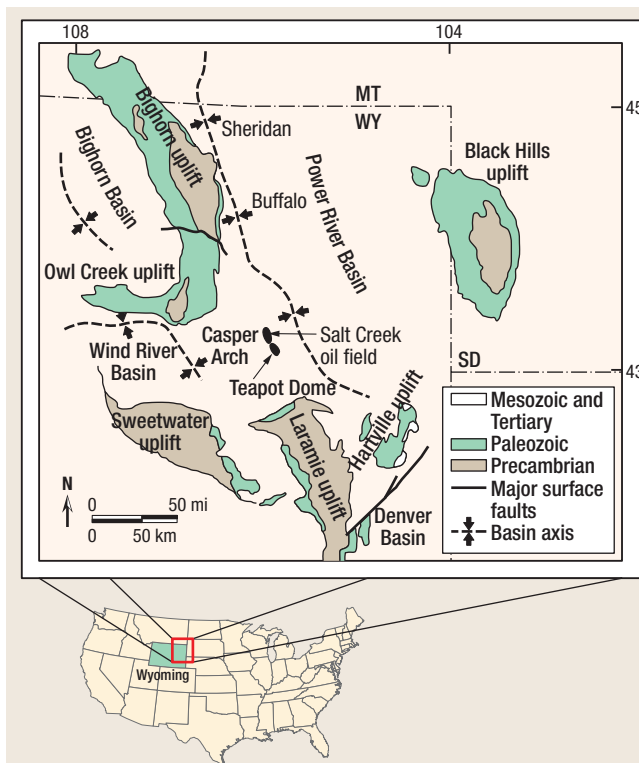 108
104
45
MT
WY
Bighorn uplift
Sheridan
Black Hills
uplift
Bighorn Basin
Buffalo
Power River Basin
Owl Creek uplift
Wind River
Basin
Casper
Arch
Salt Creek
oil field
Teapot Dome
SD
43
Sweetwater
uplift
Laramie uplift
Hartville uplift
Denver
Basin
N
0 50 mi
0 50 km
Mesozoic and
Tertiary
Paleozoic
Precambrian
Major surface
faults
Basin axis
Wyoming